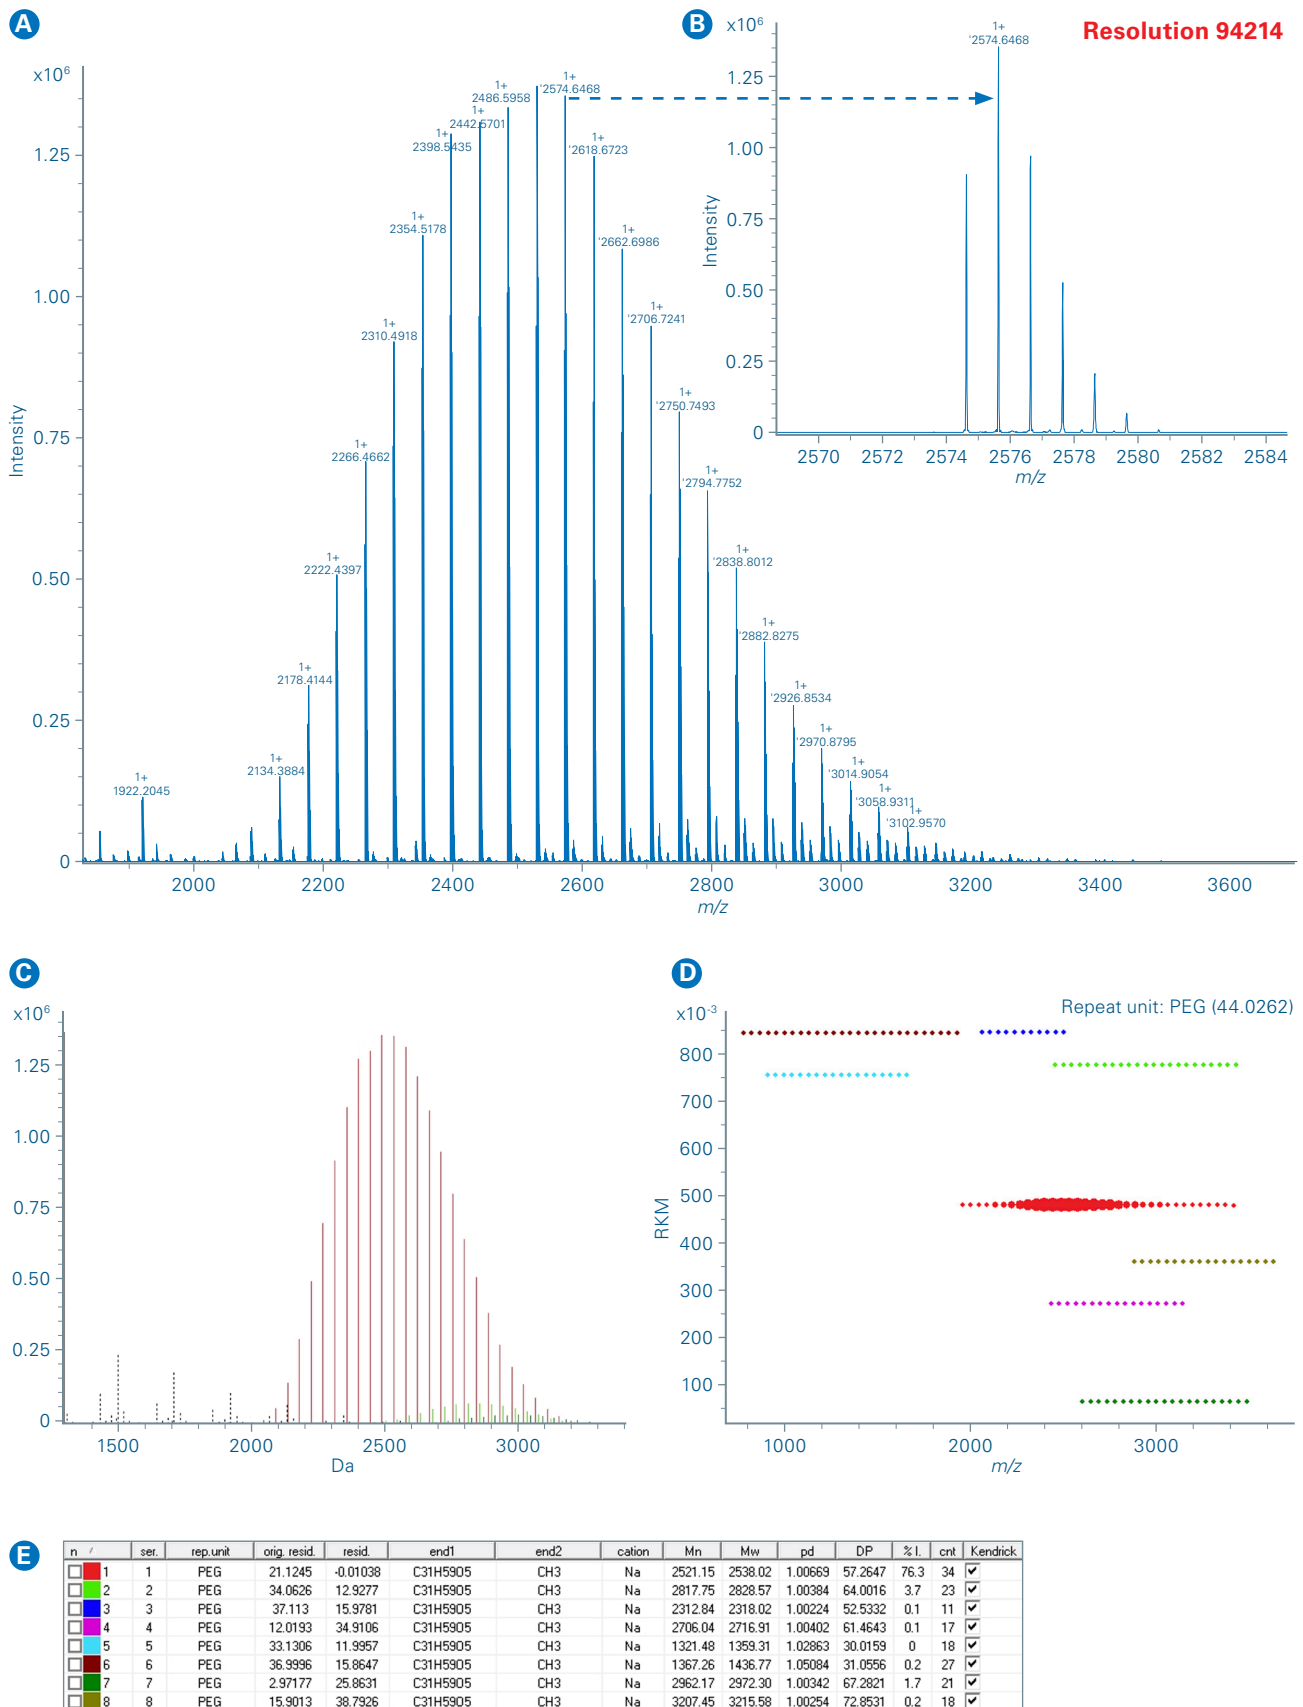 A
x10⁶
Intensity
1.25
1.00
0.75
0.50
0.25
0
2000 2200 2400 2600 2800 3000 3200 3400 3600
m/z
1+
1922.2045
1+
2134.3884
1+
2178.4144
1+
2222.4397
1+
2266.4662
1+
2310.4918
1+
2354.5178
1+
2398.5435
1+
2442.5701
1+
2486.5958
1+
'2574.6468
1+
'2618.6723
1+
'2662.6986
1+
'2706.7241
1+
'2750.7493
1+
'2794.7752
1+
'2838.8012
1+
'2882.8275
1+
'2926.8534
1+
'2970.8795
1+
'3014.9054
1+
'3058.9311
1+
'3102.9570
B
x10⁶
Resolution 94214
1+
'2574.6468
Intensity
1.25
1.00
0.75
0.50
0.25
0
2570 2572 2574 2576 2578 2580 2582 2584
m/z
C
x10⁶
1.25
1.00
0.75
0.50
0.25
0
1500 2000 2500 3000
Da
D
x10⁻³
Repeat unit: PEG (44.0262)
RKM
800
700
600
500
400
300
200
100
1000 2000 3000
m/z
E
n / ser. rep.unit orig. resid. resid. end1 end2 cation Mn Mw pd DP % I. cnt Kendrick
1 1 PEG 21.1245 -0.01038 C31H59O5 CH3 Na 2521.15 2538.02 1.00669 57.2647 76.3 34
2 2 PEG 34.0626 12.9277 C31H59O5 CH3 Na 2817.75 2828.57 1.00384 64.0016 3.7 23
3 3 PEG 37.113 15.9781 C31H59O5 CH3 Na 2312.84 2318.02 1.00224 52.5332 0.1 11
4 4 PEG 12.0193 34.9106 C31H59O5 CH3 Na 2706.04 2716.91 1.00402 61.4643 0.1 17
5 5 PEG 33.1306 11.9957 C31H59O5 CH3 Na 1321.48 1359.31 1.02863 30.0159 0 18
6 6 PEG 36.9996 15.8647 C31H59O5 CH3 Na 1367.26 1436.77 1.05084 31.0556 0.2 27
7 7 PEG 2.97177 25.8631 C31H59O5 CH3 Na 2962.17 2972.30 1.00342 67.2821 1.7 21
8 8 PEG 15.9013 38.7926 C31H59O5 CH3 Na 3207.45 3215.58 1.00254 72.8531 0.2 18